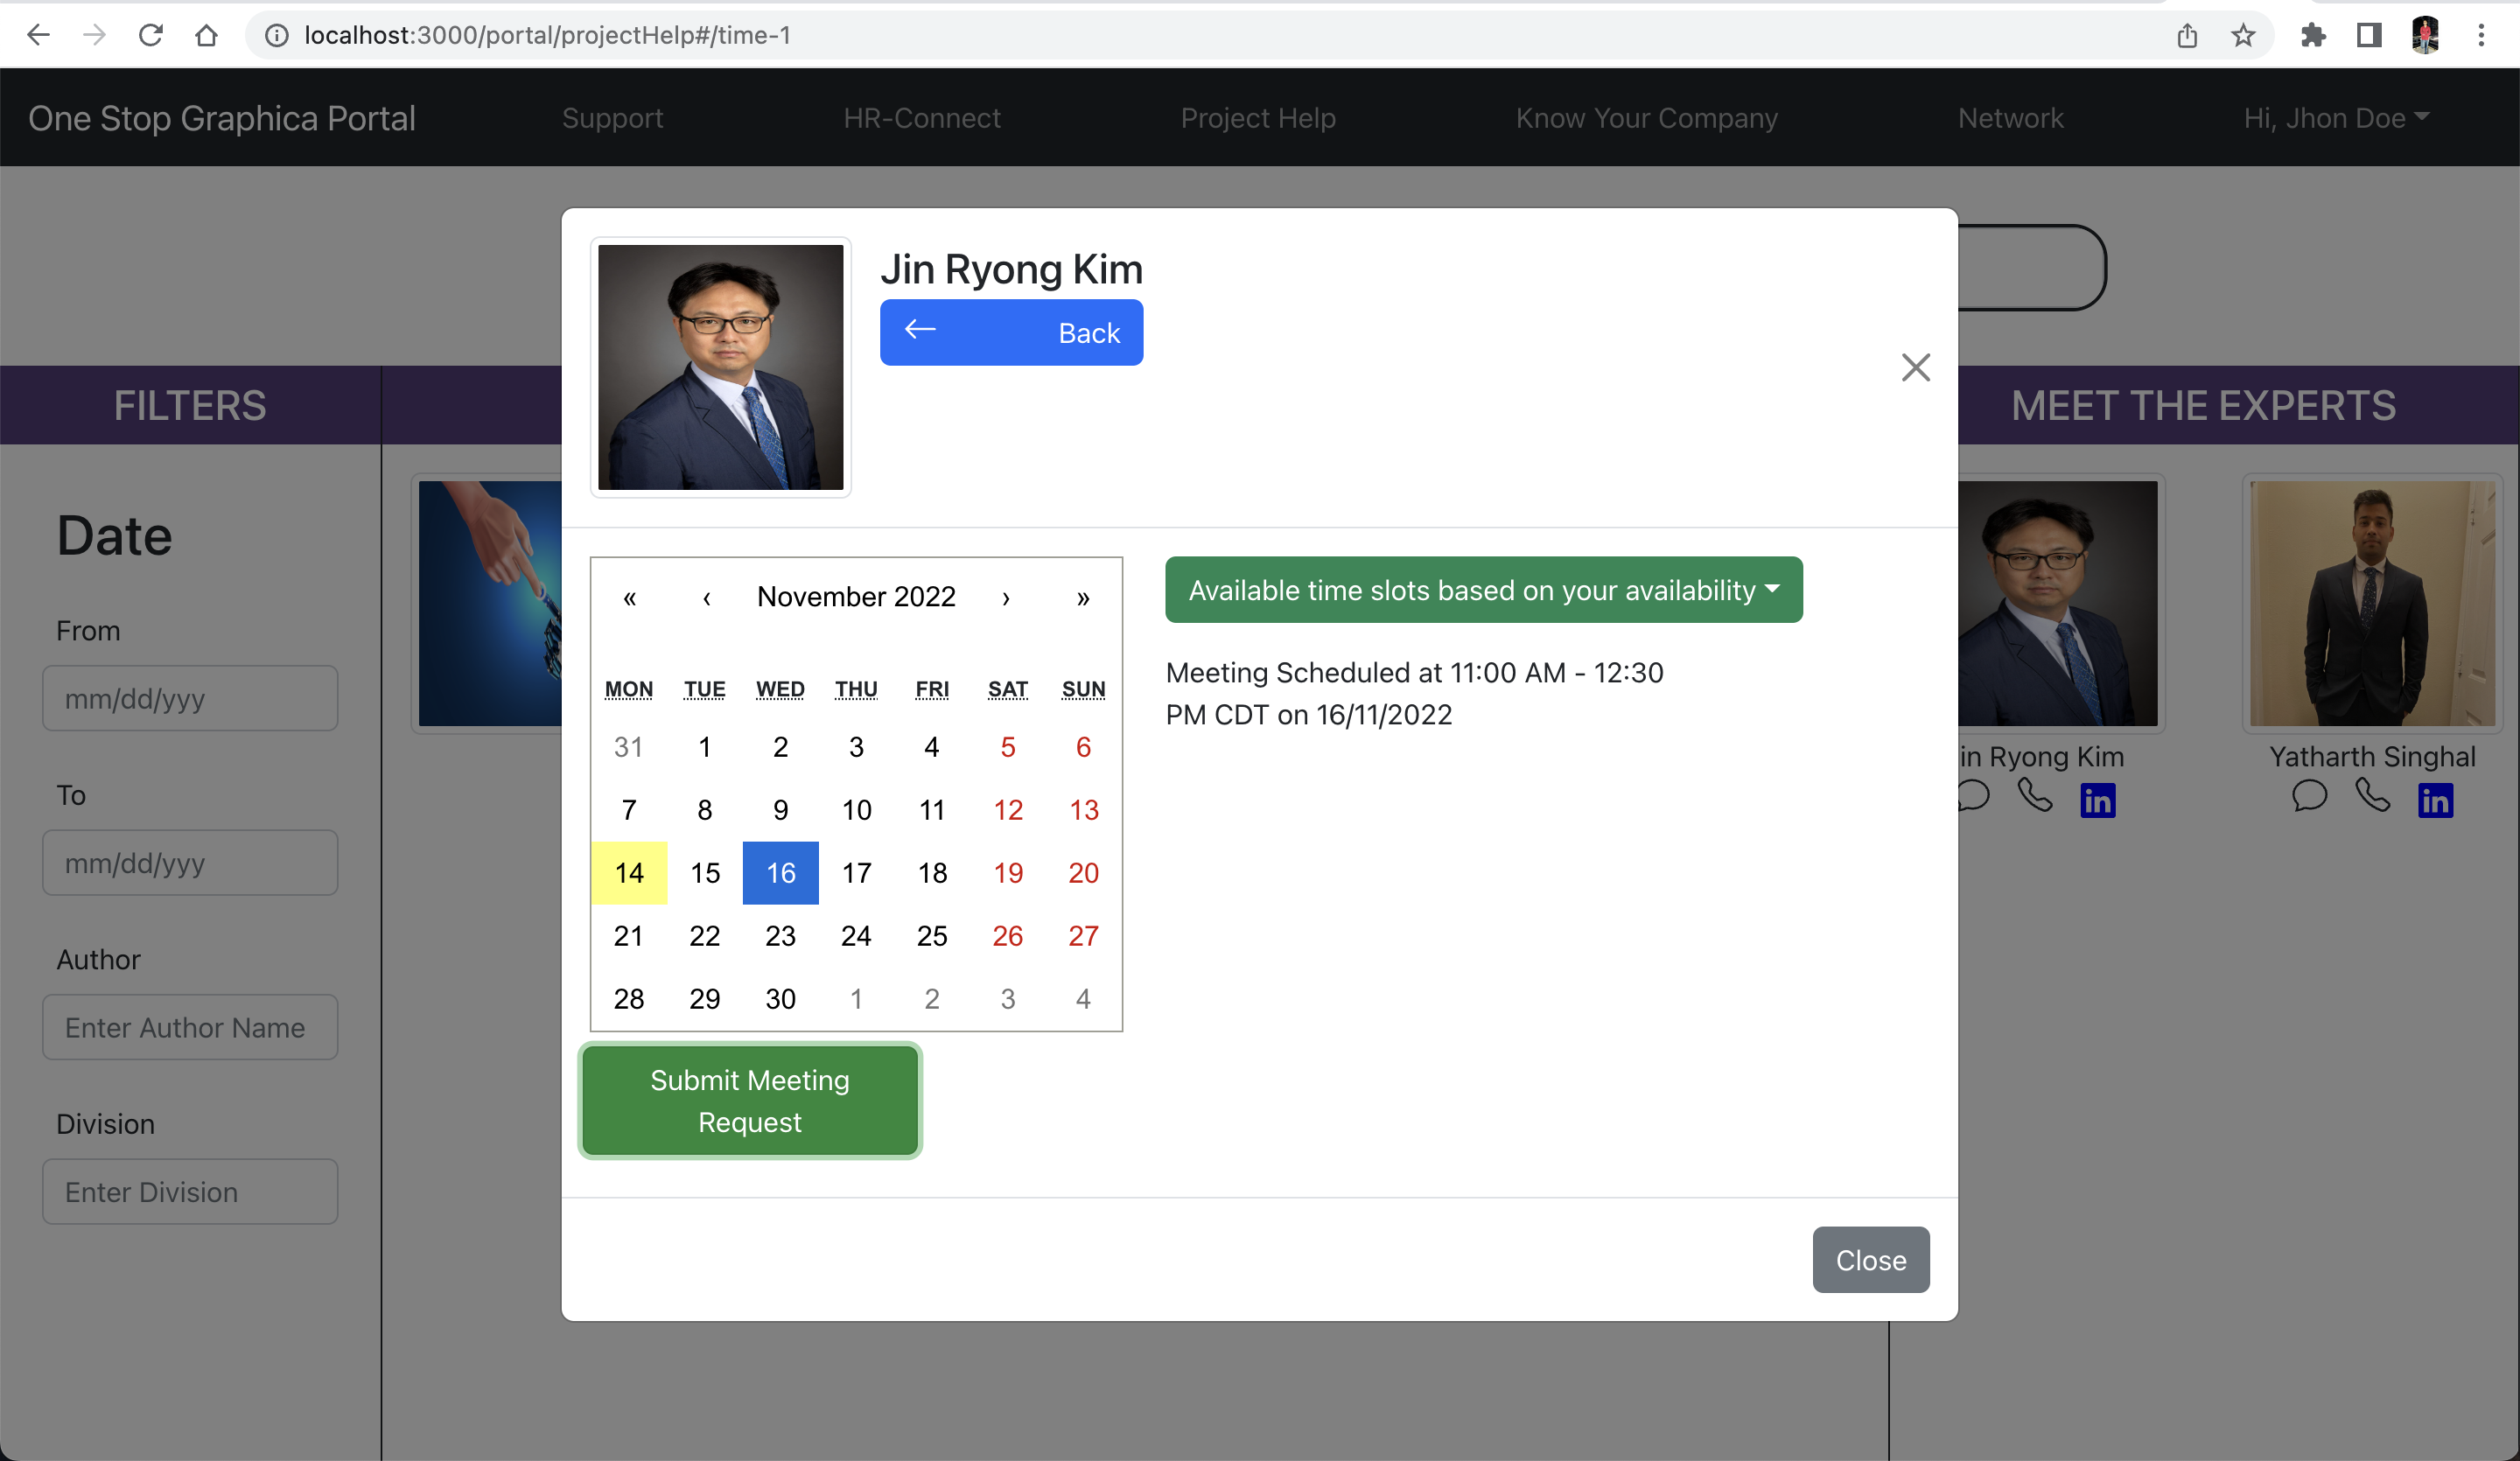 localhost:3000/portal/projectHelp#/time-1
One Stop Graphica Portal Support HR-Connect Project Help Know Your Company Network Hi, Jhon Doe
Jin Ryong Kim
Back
FILTERS
MEET THE EXPERTS
Date
From
mm/dd/yyy
To
mm/dd/yyy
Author
Enter Author Name
Division
Enter Division
« ‹ November 2022 › »
MON TUE WED THU FRI SAT SUN
31 1 2 3 4 5 6
7 8 9 10 11 12 13
14 15 16 17 18 19 20
21 22 23 24 25 26 27
28 29 30 1 2 3 4
Submit Meeting
Request
Available time slots based on your availability
Meeting Scheduled at 11:00 AM - 12:30
PM CDT on 16/11/2022
Close
in Ryong Kim
in
Yatharth Singhal
in